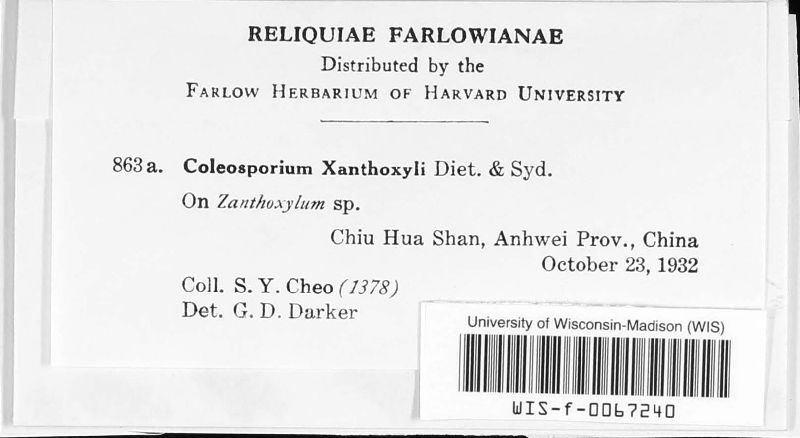 RELIQUIAE FARLOWIANAE
Distributed by the
FARLOW HERBARIUM OF HARVARD UNIVERSITY
863a. Coleosporium Xanthoxyli Diet. & Syd.
On Zanthoxylum sp.
Chiu Hua Shan, Anhwei Prov., China
October 23, 1932
Coll. S. Y. Cheo (1378)
Det. G. D. Darker
University of Wisconsin-Madison (WIS)
WIS-f-0067240